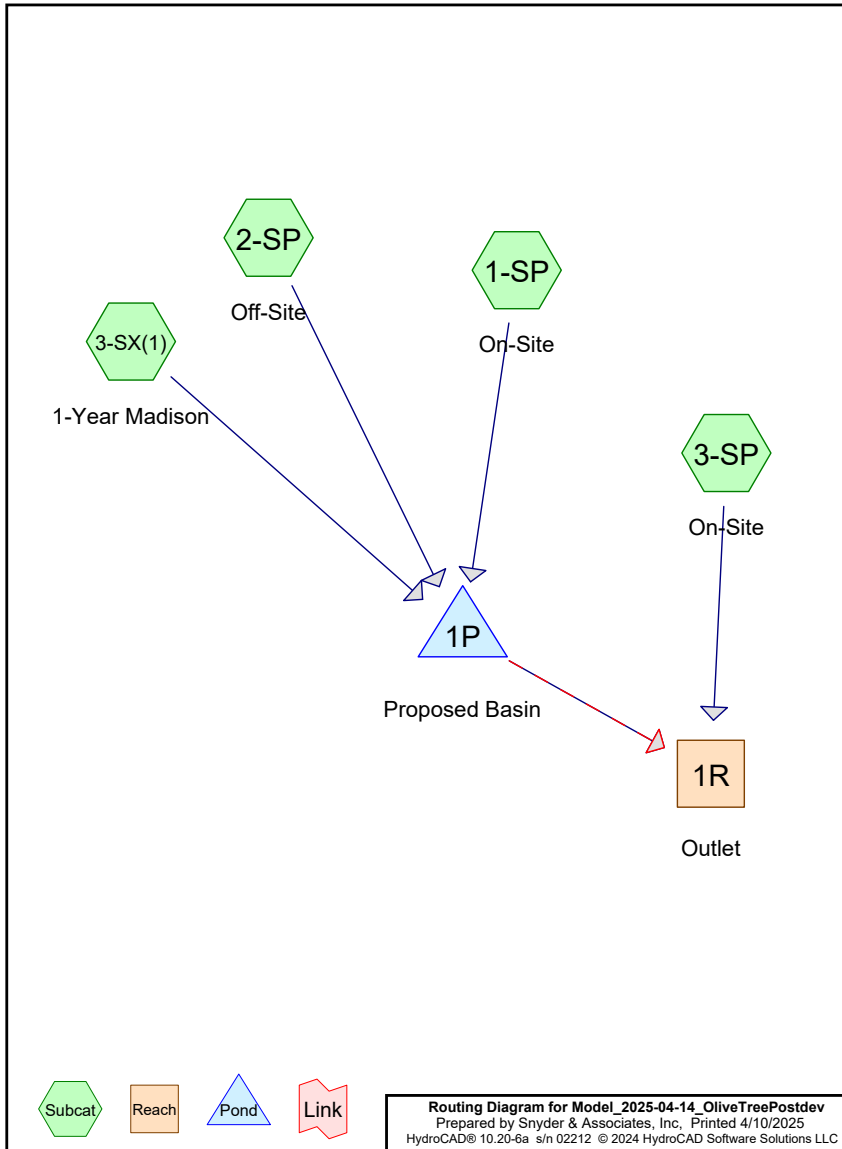 2-SP
Off-Site
1-SP
On-Site
3-SX(1)
1-Year Madison
3-SP
On-Site
1P
Proposed Basin
1R
Outlet
Subcat
Reach
Pond
Link
Routing Diagram for Model_2025-04-14_OliveTreePostdev
Prepared by Snyder & Associates, Inc, Printed 4/10/2025
HydroCAD® 10.20-6a s/n 02212 © 2024 HydroCAD Software Solutions LLC